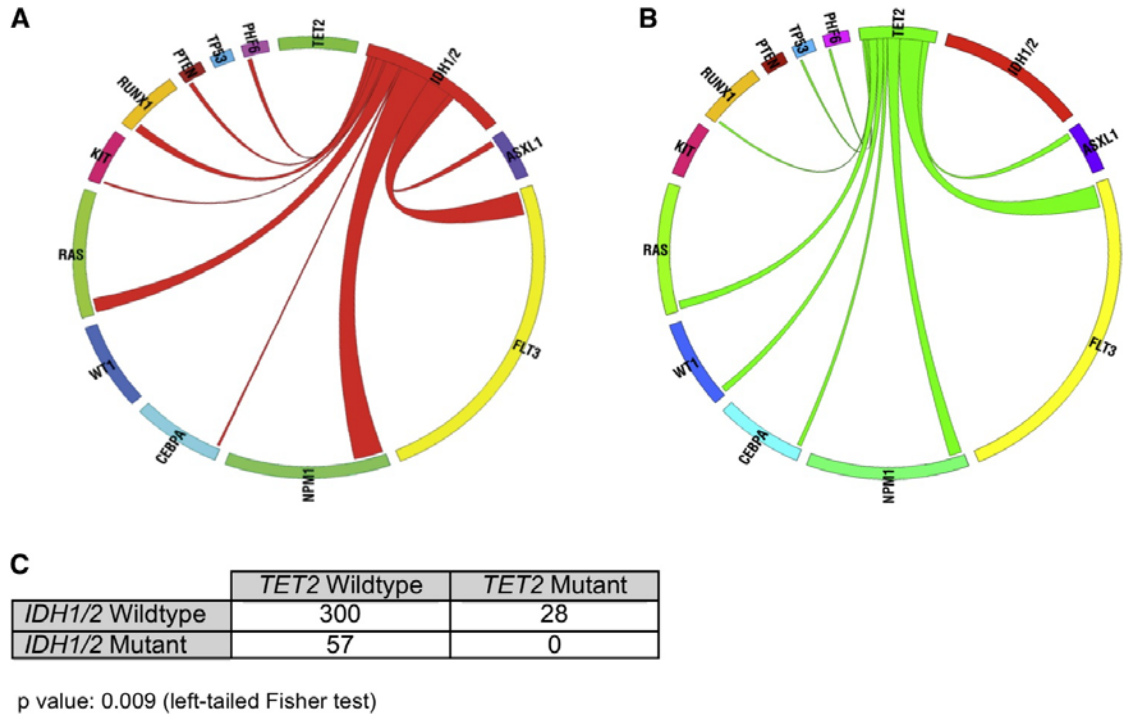 A
PHF6
TET2
TP53
IDH1/2
PTEN
RUNX1
ASXL1
KIT
RAS
FLT3
WT1
CEBPA
NPM1
B
TET2
PHF6
TP53
IDH1/2
PTEN
RUNX1
ASXL1
KIT
RAS
FLT3
WT1
CEBPA
NPM1
C
TET2 Wildtype TET2 Mutant
IDH1/2 Wildtype 300 28
IDH1/2 Mutant 57 0
p value: 0.009 (left-tailed Fisher test)